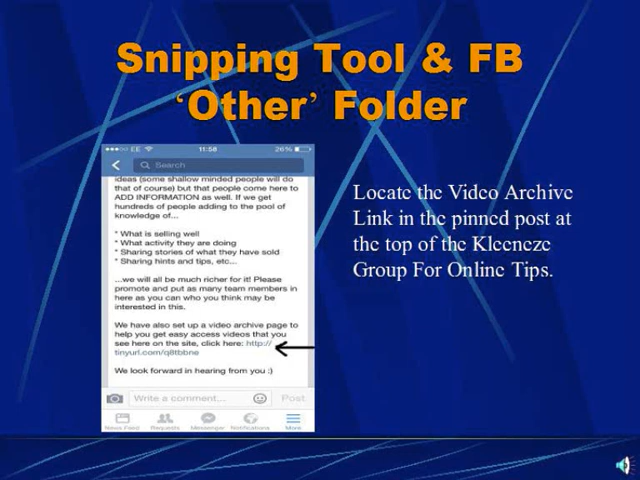 Snipping Tool & FB
‘Other’ Folder
EE 11:58 26%
Search
ideas (some shallow minded people will do
that of course) but that people come here to
ADD INFORMATION as well. If we get
hundreds of people adding to the pool of
knowledge of...
* What is selling well
* What activity they are doing
* Sharing stories of what they have sold
* Sharing hints and tips, etc...
...we will all be much richer for it! Please
promote and put as many team members in
here as you can who you think may be
interested in this.
We have also set up a video archive page to
help you get easy access videos that you
see here on the site, click here: http://
tinyurl.com/q8tbbne
We look forward in hearing from you :)
Write a comment... Post
News Feed Requests Messenger Notifications More
Locate the Video Archive
Link in the pinned post at
the top of the Kleeneze
Group For Online Tips.